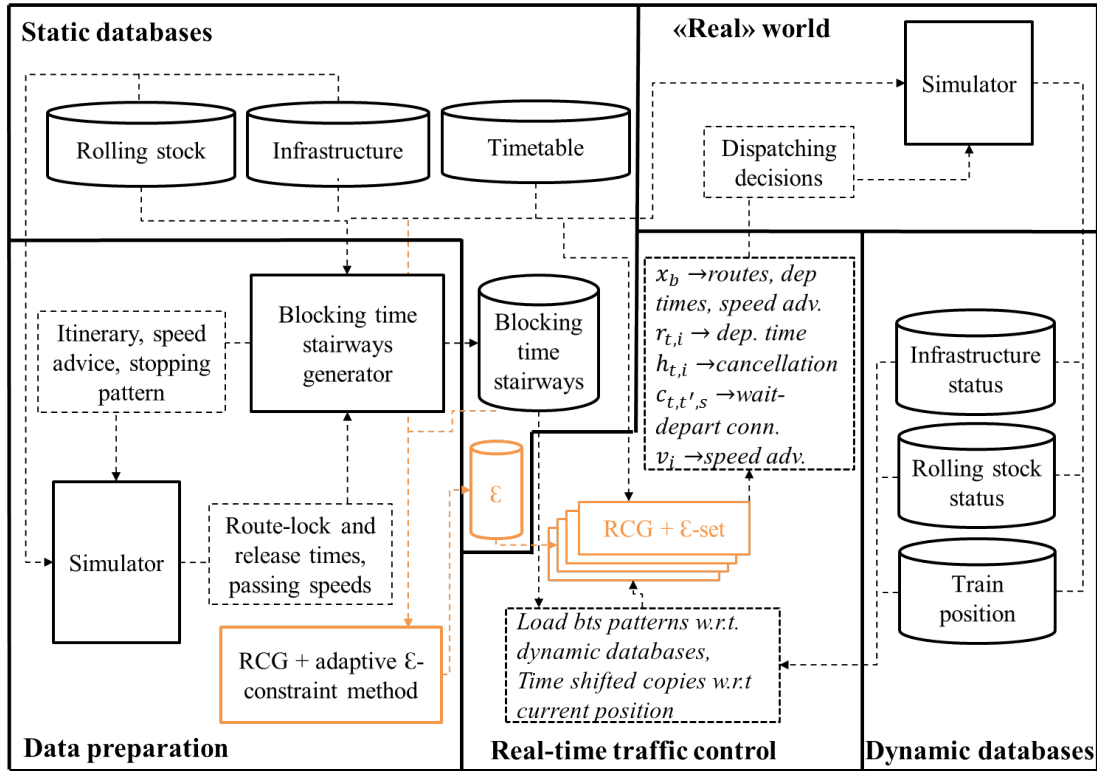 Static databases
«Real» world
Simulator
Rolling stock
Infrastructure
Timetable
Dispatching
decisions
Itinerary, speed
advice, stopping
pattern
Blocking time
stairways
generator
Blocking
time
stairways
x_b →routes, dep
times, speed adv.
r_{t,i} → dep. time
h_{t,i} →cancellation
c_{t,t',s} →wait-
depart conn.
v_i →speed adv.
Infrastructure
status
Rolling stock
status
Train
position
Simulator
Route-lock and
release times,
passing speeds
Ɛ
RCG + Ɛ-set
RCG + adaptive Ɛ-
constraint method
Load bts patterns w.r.t.
dynamic databases,
Time shifted copies w.r.t
current position
Data preparation
Real-time traffic control
Dynamic databases